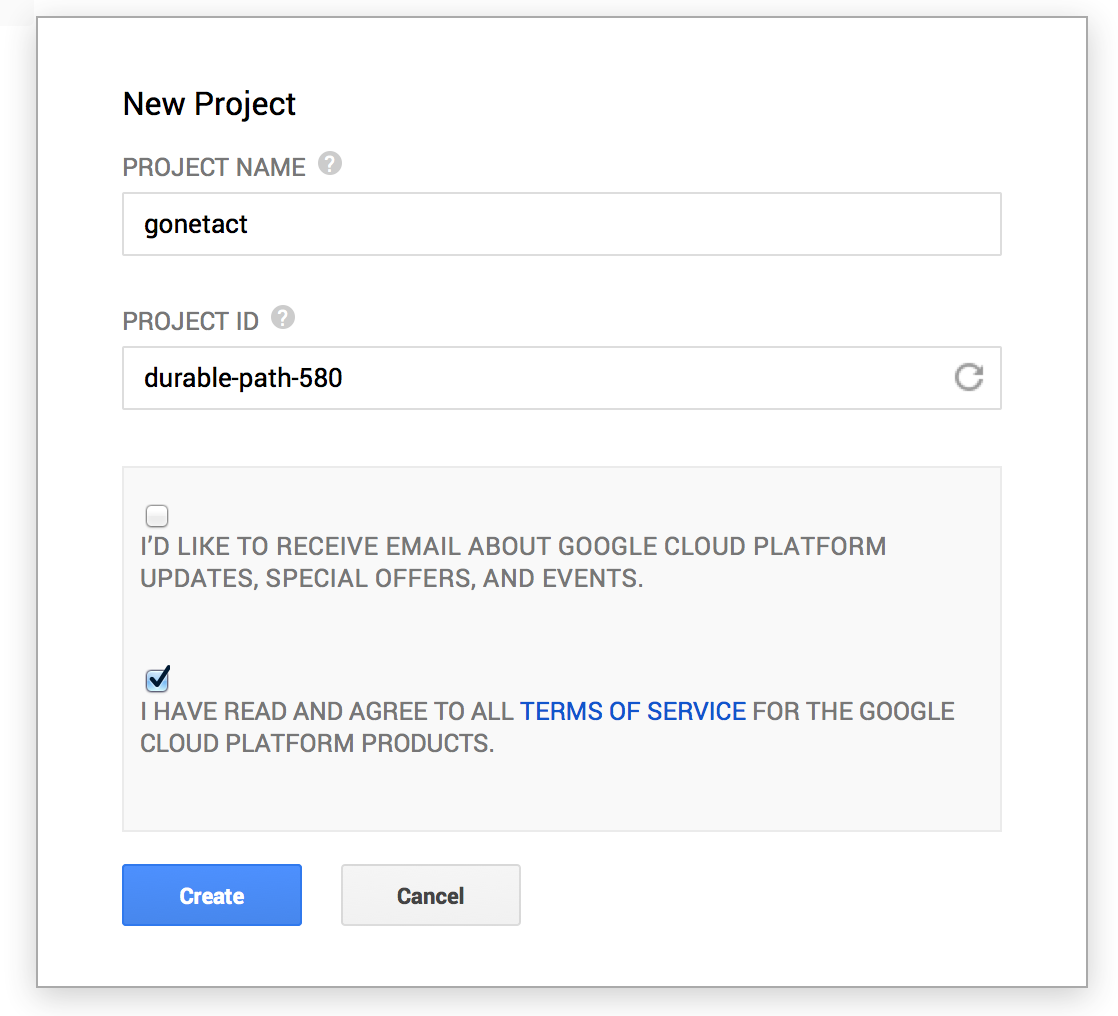 New Project
PROJECT NAME ?
gonetact
PROJECT ID ?
durable-path-580
I’D LIKE TO RECEIVE EMAIL ABOUT GOOGLE CLOUD PLATFORM
UPDATES, SPECIAL OFFERS, AND EVENTS.
I HAVE READ AND AGREE TO ALL TERMS OF SERVICE FOR THE GOOGLE
CLOUD PLATFORM PRODUCTS.
Create Cancel